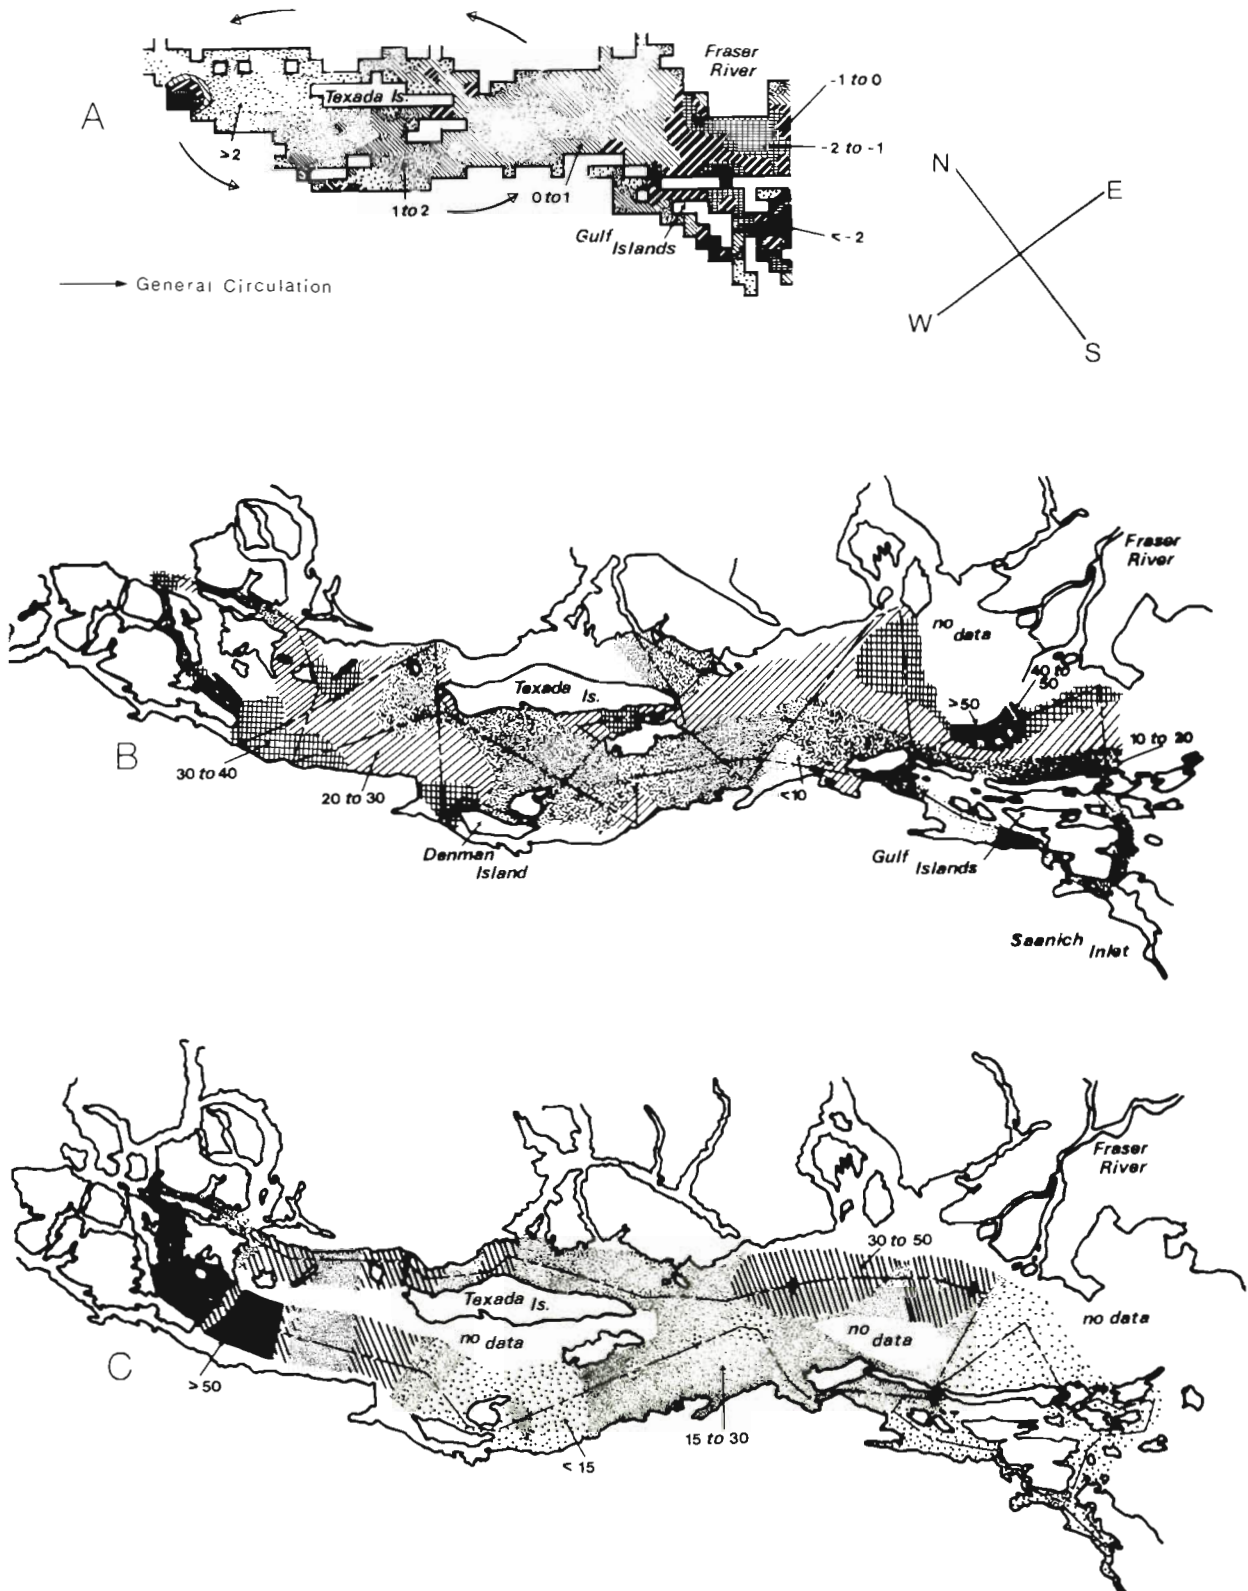 Fraser
River
-1 to 0
A
Texada Is.
-2 to -1
>2
N
E
1 to 2
0 to 1
Gulf
Islands
< -2
General Circulation
W
S
Fraser
River
no
data
40 to
50
Texada
Is.
>50
B
10 to 20
30 to 40
20 to 30
<10
Denman
Island
Gulf
Islands
Saanich
Inlet
Fraser
River
30 to 50
Texada
Is.
no
data
no
data
no data
C
>50
15 to 30
< 15